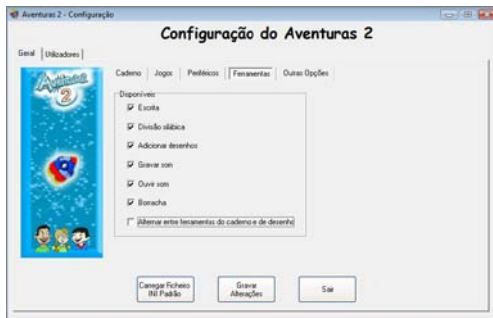 Aventuras 2 - Configuração
Configuração do Aventuras 2
Geral
Utilizadores
Aventuras
2
Caderno
Jogos
Periféricos
Ferramentas
Outras Opções
Disponíveis
Escrita
Divisão silábica
Adicionar desenhos
Gravar som
Ouvir som
Borracha
Alternar entre ferramentas do caderno e de desenho
Carregar Ficheiro
INI Padrão
Gravar
Alterações
Sair